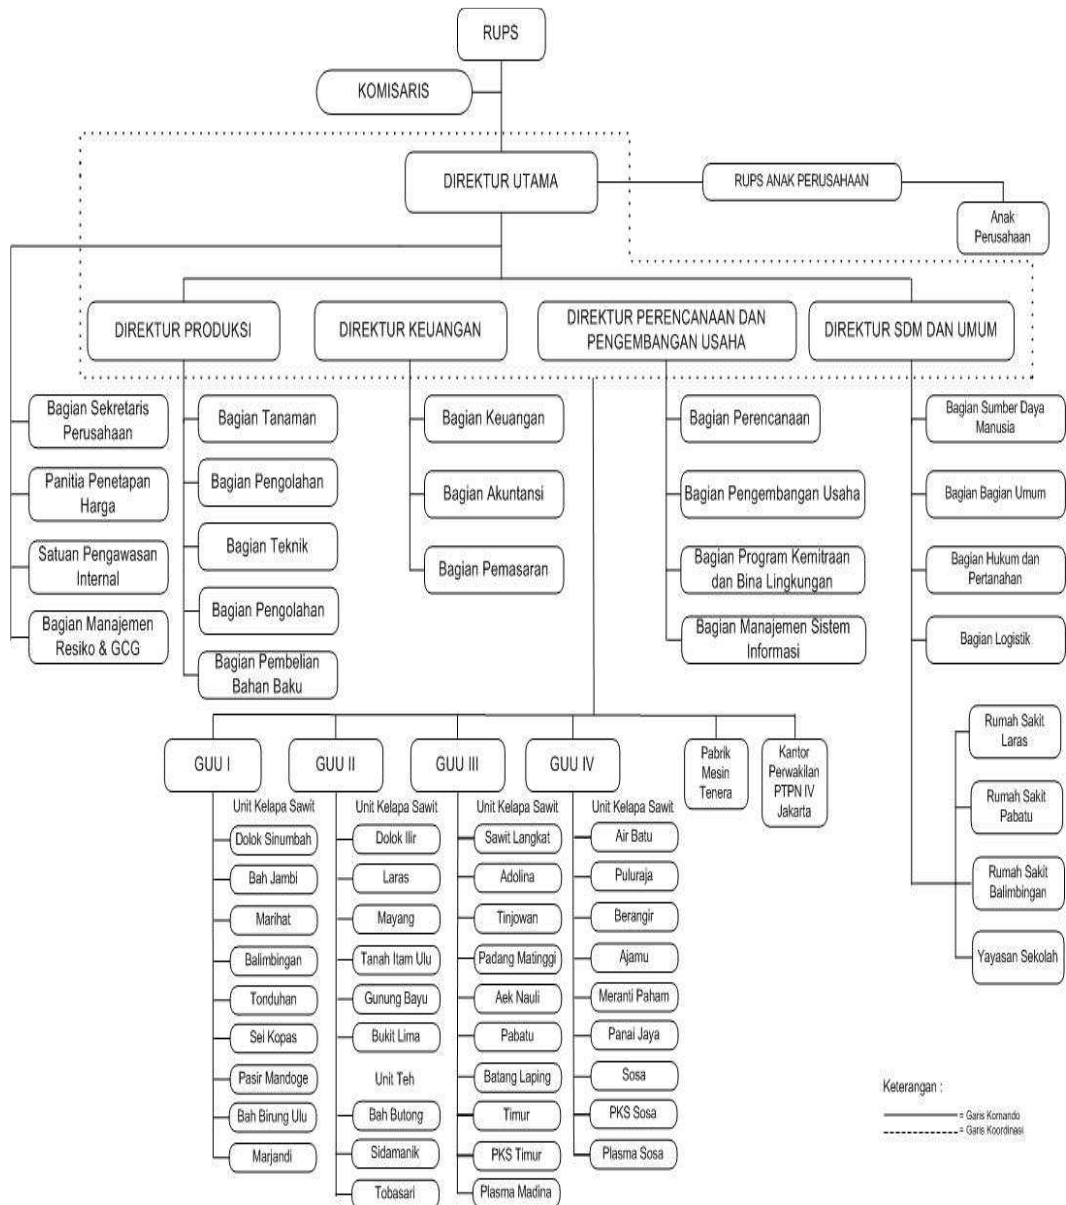 RUPS
KOMISARIS
DIREKTUR UTAMA
RUPS ANAK PERUSAHAAN
Anak
Perusahaan
DIREKTUR PRODUKSI
DIREKTUR KEUANGAN
DIREKTUR PERENCANAAN DAN
PENGEMBANGAN USAHA
DIREKTUR SDM DAN UMUM
Bagian Sekretaris
Perusahaan
Panitia Penetapan
Harga
Satuan Pengawasan
Internal
Bagian Manajemen
Resiko & GCG
Bagian Tanaman
Bagian Pengolahan
Bagian Teknik
Bagian Pengolahan
Bagian Pembelian
Bahan Baku
Bagian Keuangan
Bagian Akuntansi
Bagian Pemasaran
Bagian Perencanaan
Bagian Pengembangan Usaha
Bagian Program Kemitraan
dan Bina Lingkungan
Bagian Manajemen Sistem
Informasi
Bagian Sumber Daya
Manusia
Bagian Bagian Umum
Bagian Hukum dan
Pertanahan
Bagian Logistik
Rumah Sakit
Laras
Rumah Sakit
Pabatu
Rumah Sakit
Balimbingan
Yayasan Sekolah
GUU I
Unit Kelapa Sawit
Dolok Sinumbah
Bah Jambi
Marihat
Balimbingan
Tonduhan
Sei Kopas
Pasir Mandoge
Bah Birung Ulu
Marjandi
GUU II
Unit Kelapa Sawit
Dolok Ilir
Laras
Mayang
Tanah Itam Ulu
Gunung Bayu
Bukit Lima
Unit Teh
Bah Butong
Sidamanik
Tobasari
GUU III
Unit Kelapa Sawit
Sawit Langkat
Adolina
Tinjowan
Padang Matinggi
Aek Nauli
Pabatu
Batang Laping
Timur
PKS Timur
Plasma Madina
GUU IV
Unit Kelapa Sawit
Air Batu
Puluraja
Berangir
Ajamu
Meranti Paham
Panai Jaya
Sosa
PKS Sosa
Plasma Sosa
Pabrik
Mesin
Tenera
Kantor
Perwakilan
PTPN IV
Jakarta
Keterangan :
= Garis Komando
= Garis Koordinasi